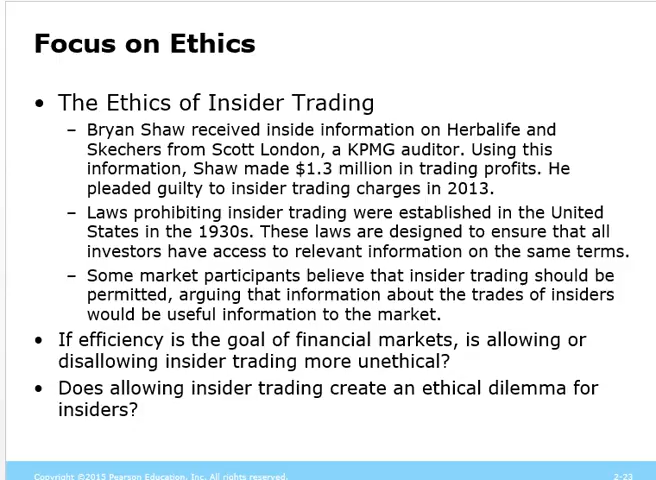 Focus on Ethics
• The Ethics of Insider Trading
– Bryan Shaw received inside information on Herbalife and
Skechers from Scott London, a KPMG auditor. Using this
information, Shaw made $1.3 million in trading profits. He
pleaded guilty to insider trading charges in 2013.
– Laws prohibiting insider trading were established in the United
States in the 1930s. These laws are designed to ensure that all
investors have access to relevant information on the same terms.
– Some market participants believe that insider trading should be
permitted, arguing that information about the trades of insiders
would be useful information to the market.
• If efficiency is the goal of financial markets, is allowing or
disallowing insider trading more unethical?
• Does allowing insider trading create an ethical dilemma for
insiders?
Copyright ©2015 Pearson Education, Inc. All rights reserved.
2-23